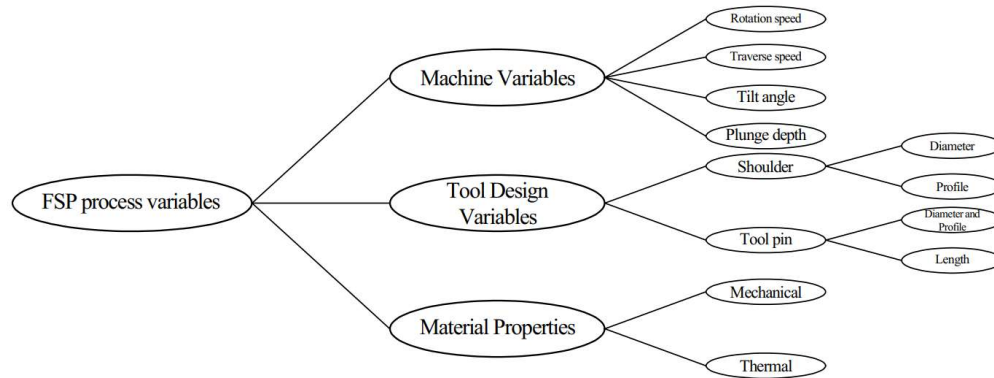 FSP process variables
Machine Variables
Rotation speed
Traverse speed
Tilt angle
Plunge depth
Tool Design
Variables
Shoulder
Diameter
Profile
Tool pin
Diameter and
Profile
Length
Material Properties
Mechanical
Thermal